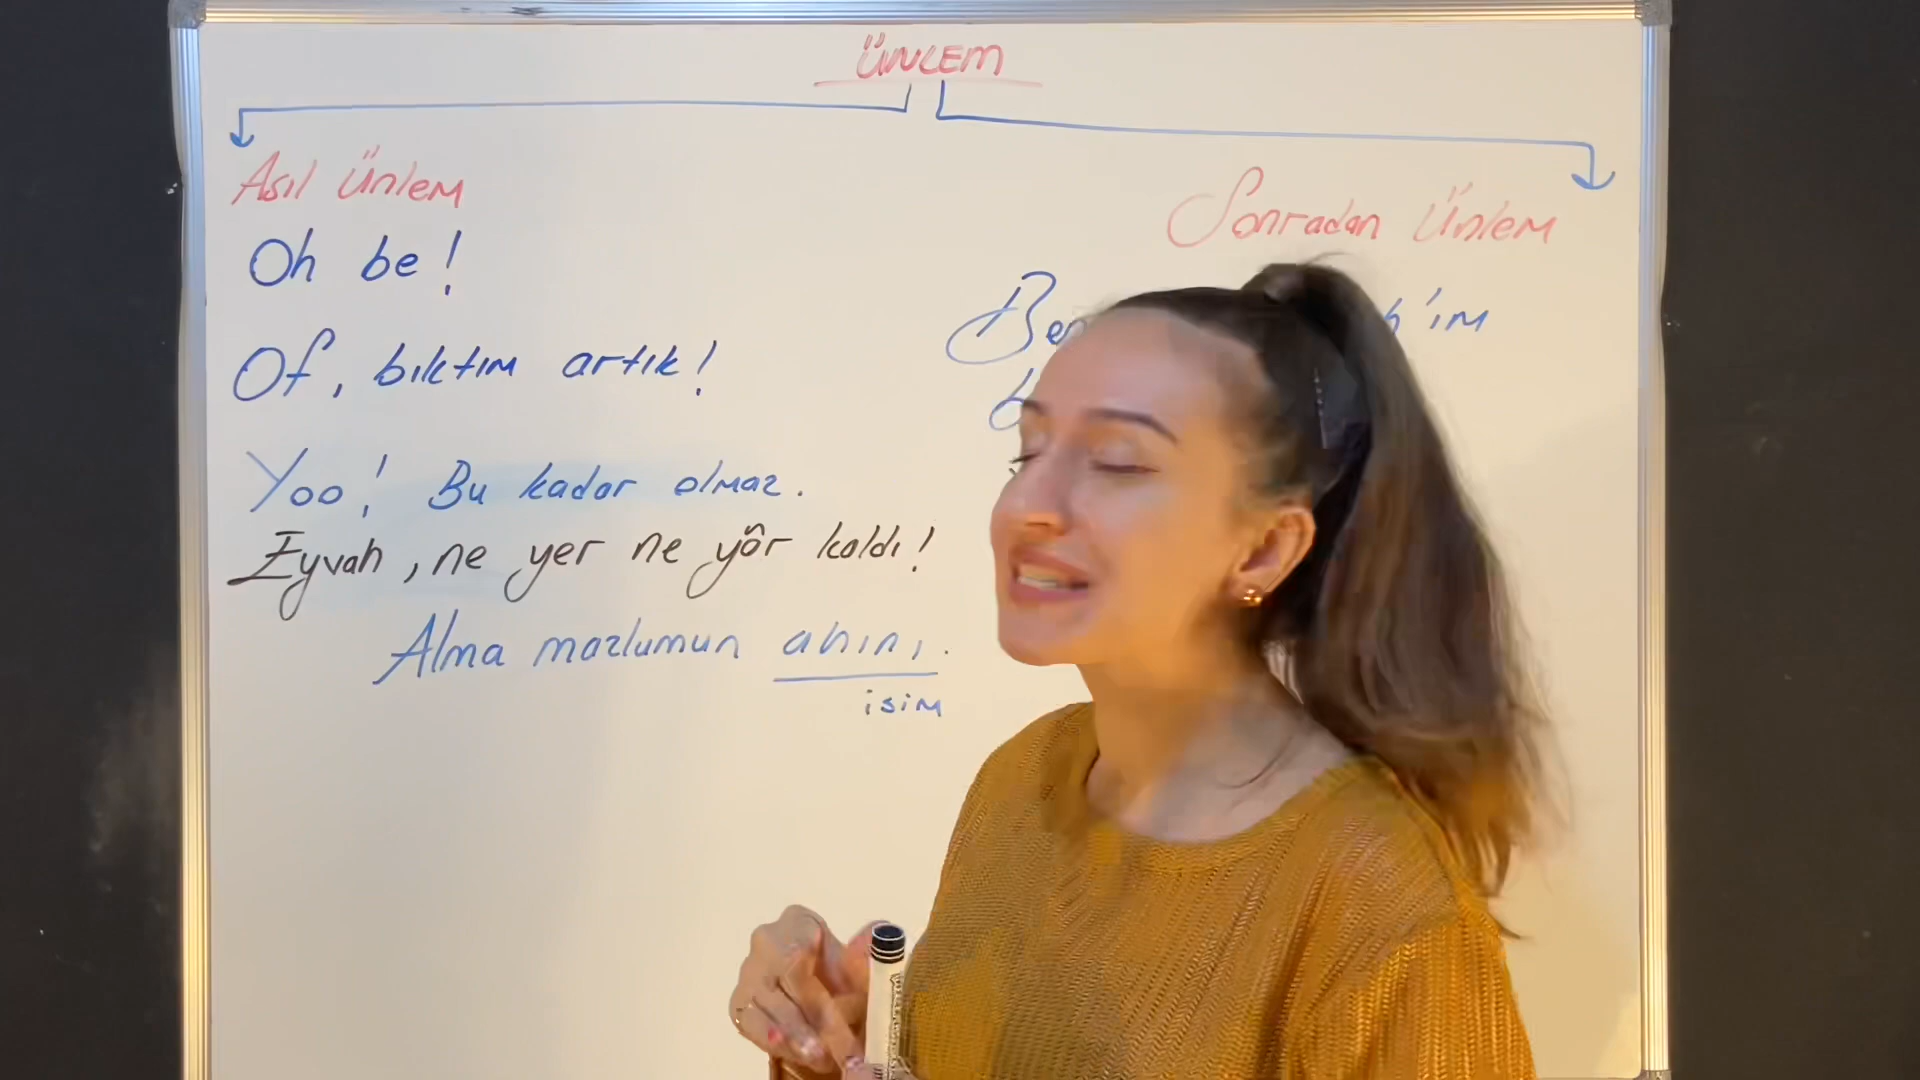 ÜNLEM
Asıl Ünlem
Oh be!
Of, bıktım artık!
Yoo! Bu kadar olmaz.
Eyvah, ne yer ne yâr kaldı!
Alma mazlumun ahını.
isim
Sonradan Ünlem